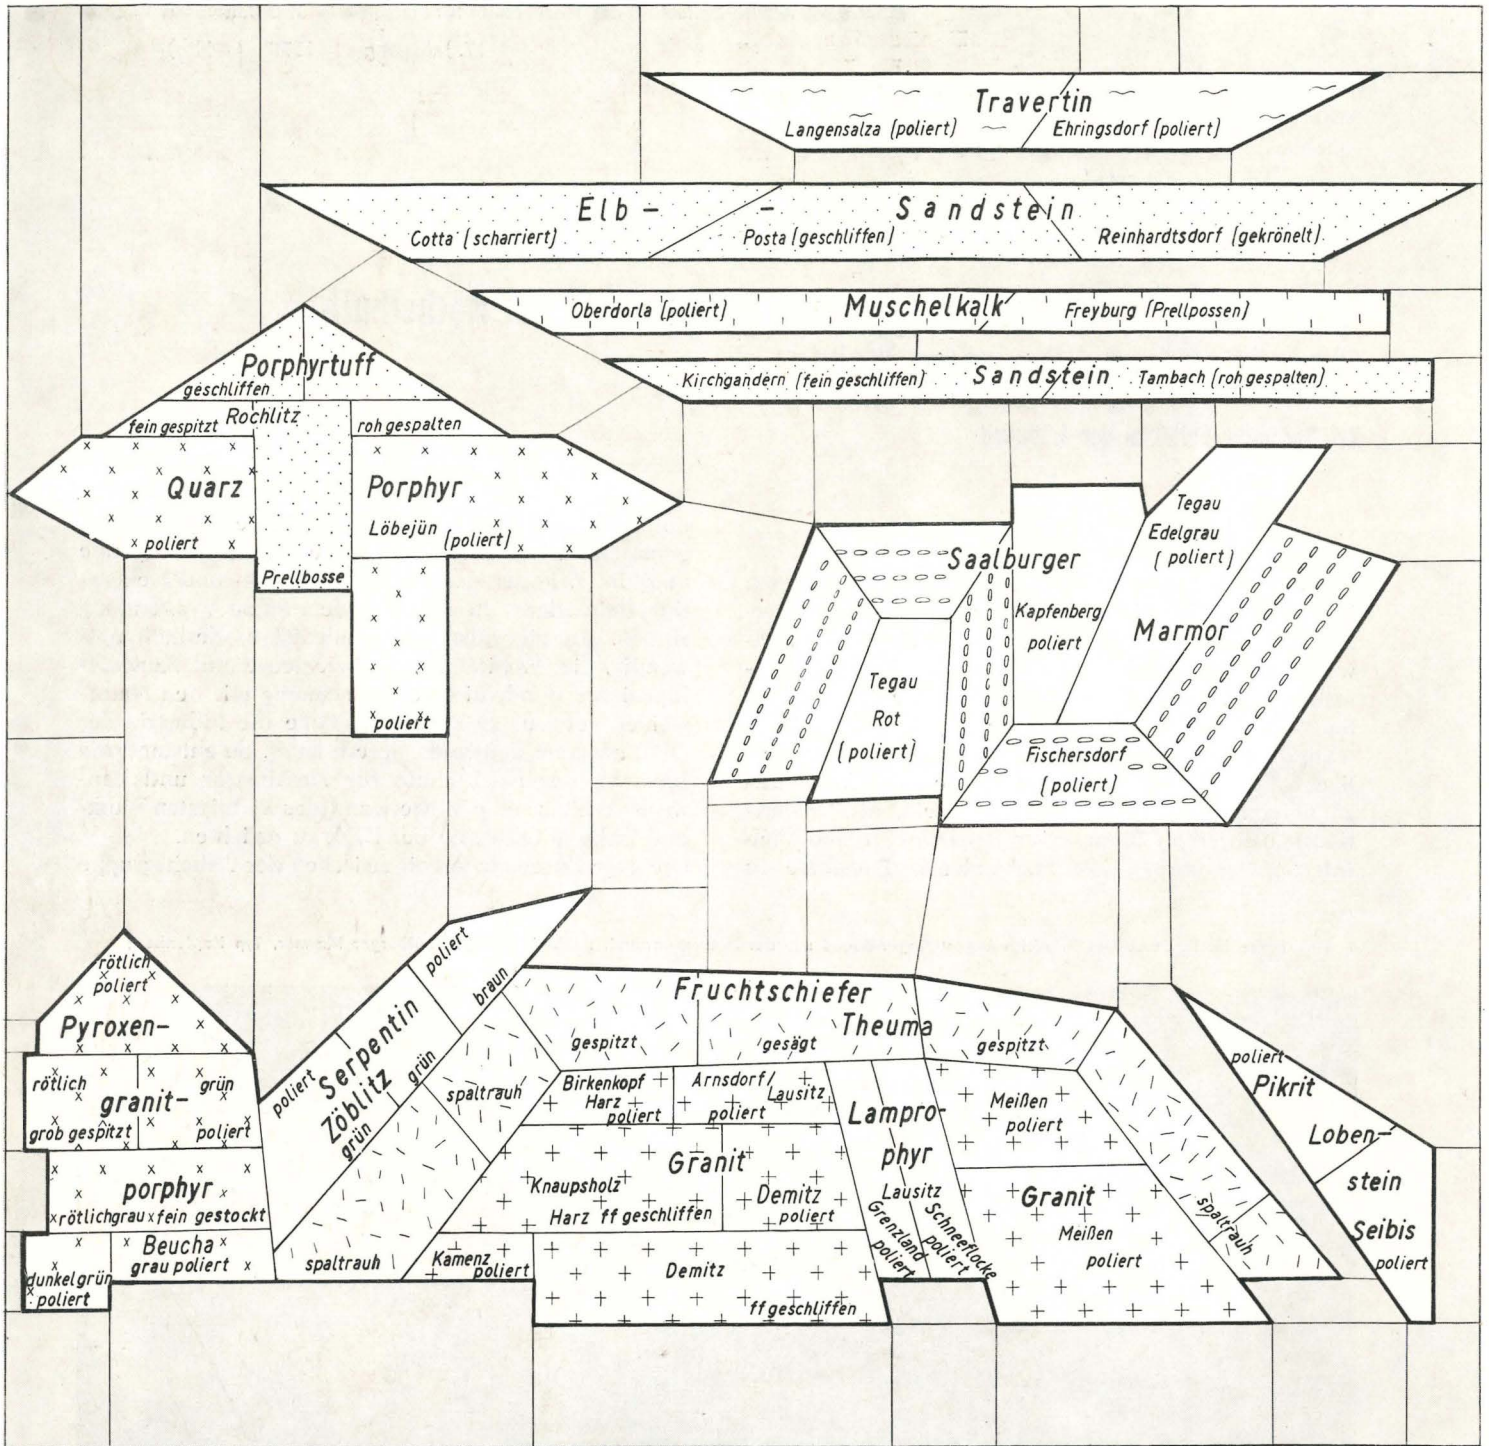 Travertin
Langensalza (poliert)
Ehringsdorf (poliert)
Elb – – Sandstein
Cotta (scharriert)
Posta (geschliffen)
Reinhardtsdorf (gekrönelt)
Oberdorla (poliert)
Muschelkalk
Freyburg (Prellpossen)
Kirchgandern (fein geschliffen)
Sandstein
Tambach (roh gespalten)
Porphyrtuff
geschliffen
Rochlitz
fein gespitzt
roh gespalten
Quarz
Porphyr
Löbejün (poliert)
poliert
Prellbosse
poliert
Saalburger
Marmor
Tegau
Edelgrau
(poliert)
Kapfenberg
poliert
Tegau
Rot
(poliert)
Fischersdorf
(poliert)
rötlich
poliert
Pyroxen–
rötlich
grün
granit–
grob gespitzt
poliert
porphyr
rötlichgrau
fein gestockt
Beucha
grau poliert
dunkelgrün
poliert
poliert
braun
poliert
Serpentin
Zöblitz
grün
grün
spaltrauh
spaltrauh
Fruchtschiefer
Theuma
gespitzt
gesägt
gespitzt
spaltrauh
Birkenkopf
Harz
poliert
Arnsdorf/
Lausitz
poliert
Granit
Knaupsholz
Harz ff geschliffen
Demitz
poliert
Kamenz
poliert
Demitz
ff geschliffen
Lampro–
phyr
Lausitz
Grenzland
poliert
Schneeflocke
poliert
Meißen
poliert
Granit
Meißen
poliert
poliert
Pikrit
Loben–
stein
Seibis
poliert